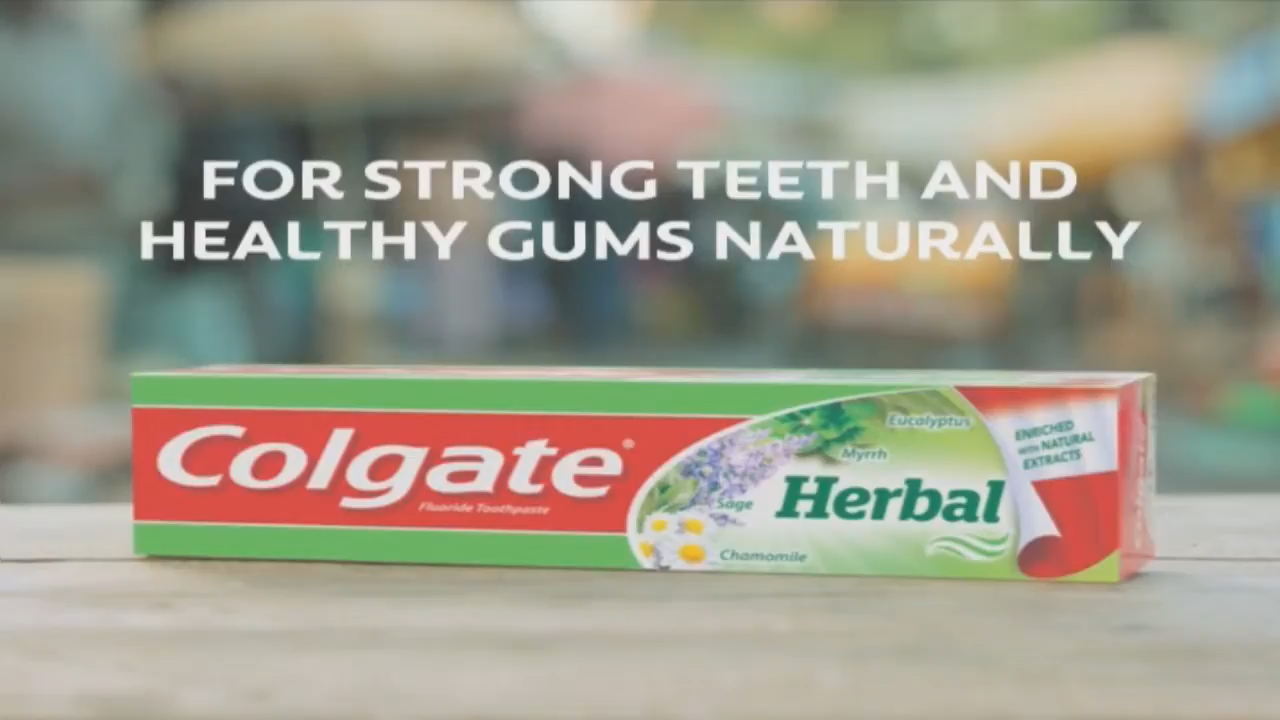 FOR STRONG TEETH AND
HEALTHY GUMS NATURALLY
Colgate
Fluoride Toothpaste
Eucalyptus
Myrrh
Sage
Herbal
Chamomile
ENRICHED
with NATURAL
EXTRACTS